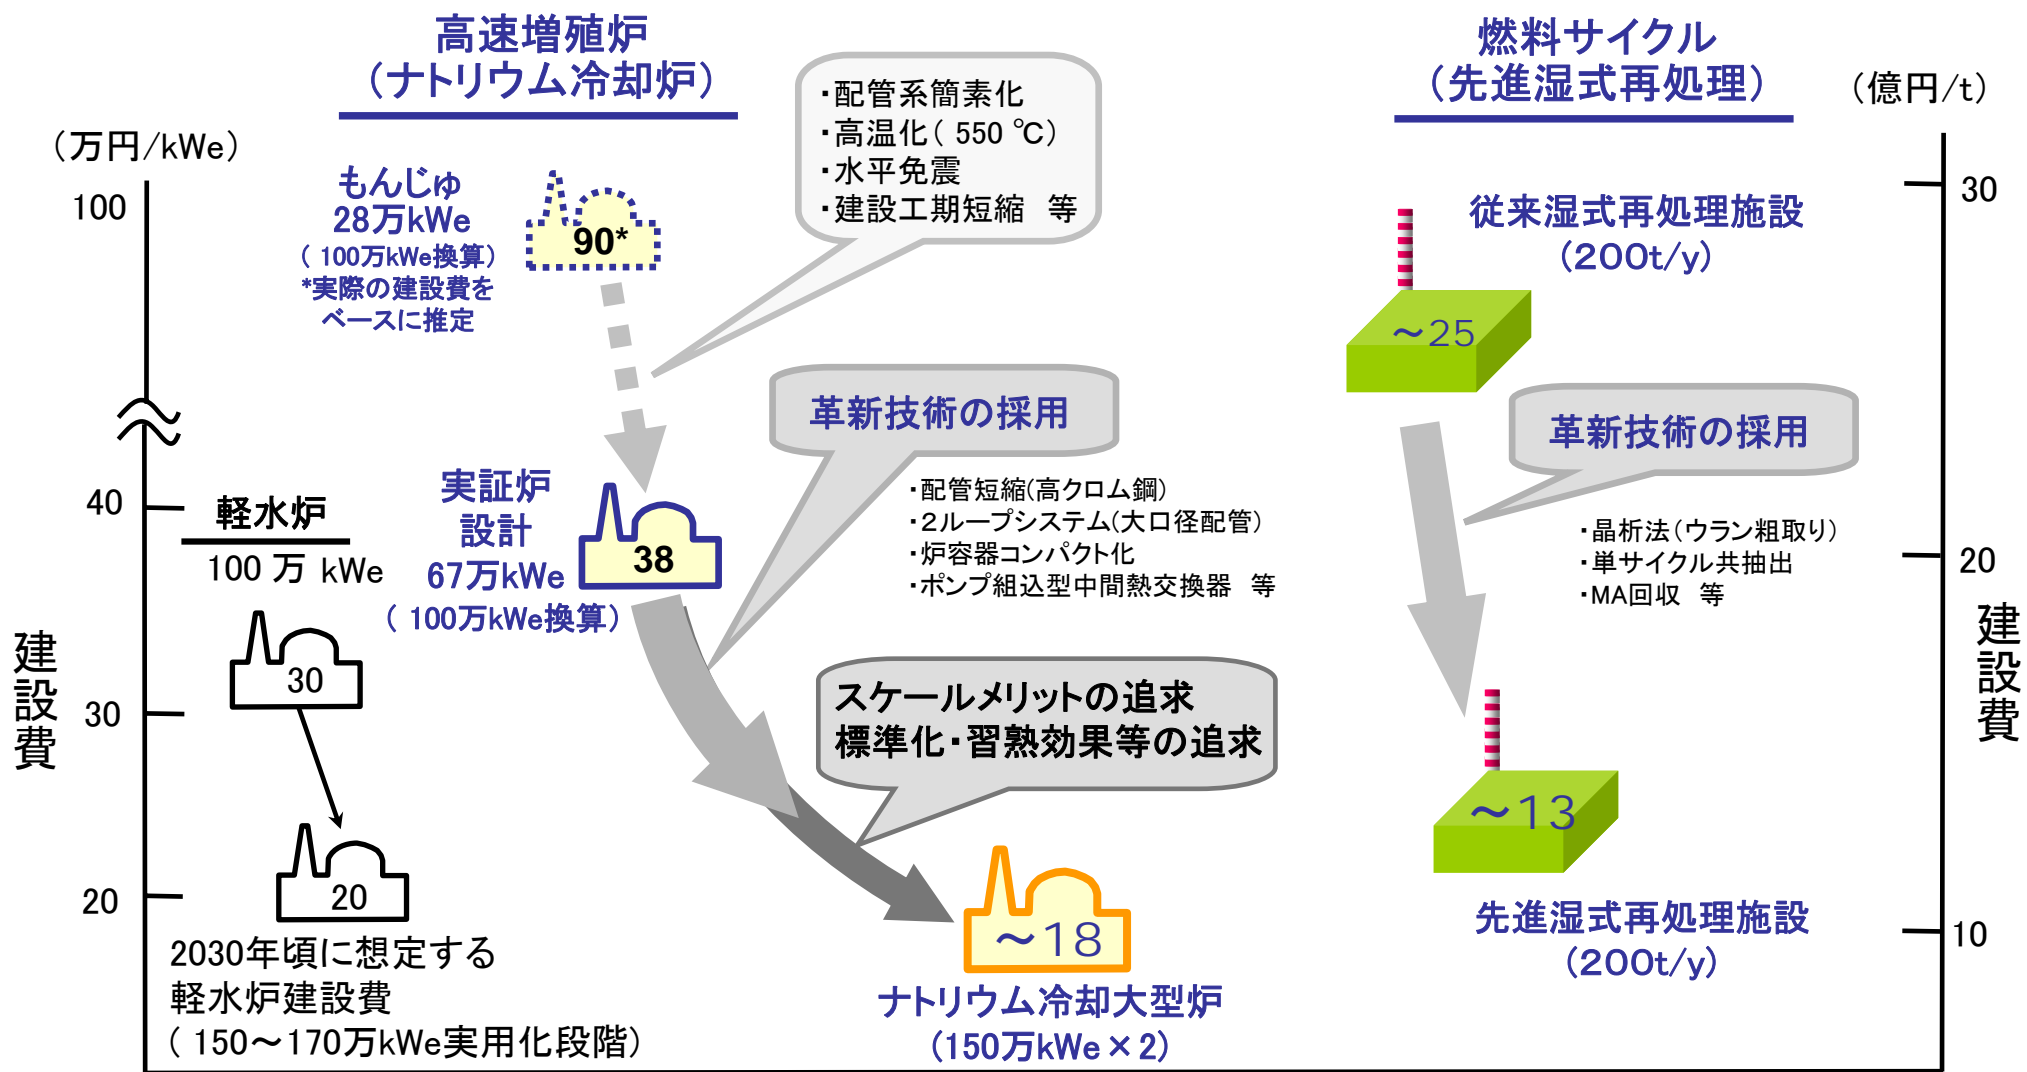 高速増殖炉
（ナトリウム冷却炉）
燃料サイクル
（先進湿式再処理）
（億円/t）
（万円/kWe）
・配管系簡素化
・高温化（ 550 ℃）
・水平免震
・建設工期短縮　等
100
もんじゅ
28万kWe
（ 100万kWe換算）
*実際の建設費を
ベースに推定
90*
従来湿式再処理施設
（200t/y）
30
～25
革新技術の採用
革新技術の採用
40
軽水炉
100 万 kWe
実証炉
設計
67万kWe
（ 100万kWe換算）
38
・配管短縮(高クロム鋼)
・２ループシステム(大口径配管)
・炉容器コンパクト化
・ポンプ組込型中間熱交換器　等
・晶析法（ウラン粗取り）
・単サイクル共抽出
・MA回収　等
20
建設費
建設費
30
30
スケールメリットの追求
標準化・習熟効果等の追求
～13
20
20
～18
先進湿式再処理施設
（200t/y）
10
2030年頃に想定する
軽水炉建設費
（ 150～170万kWe実用化段階）
ナトリウム冷却大型炉
（150万kWe × 2）